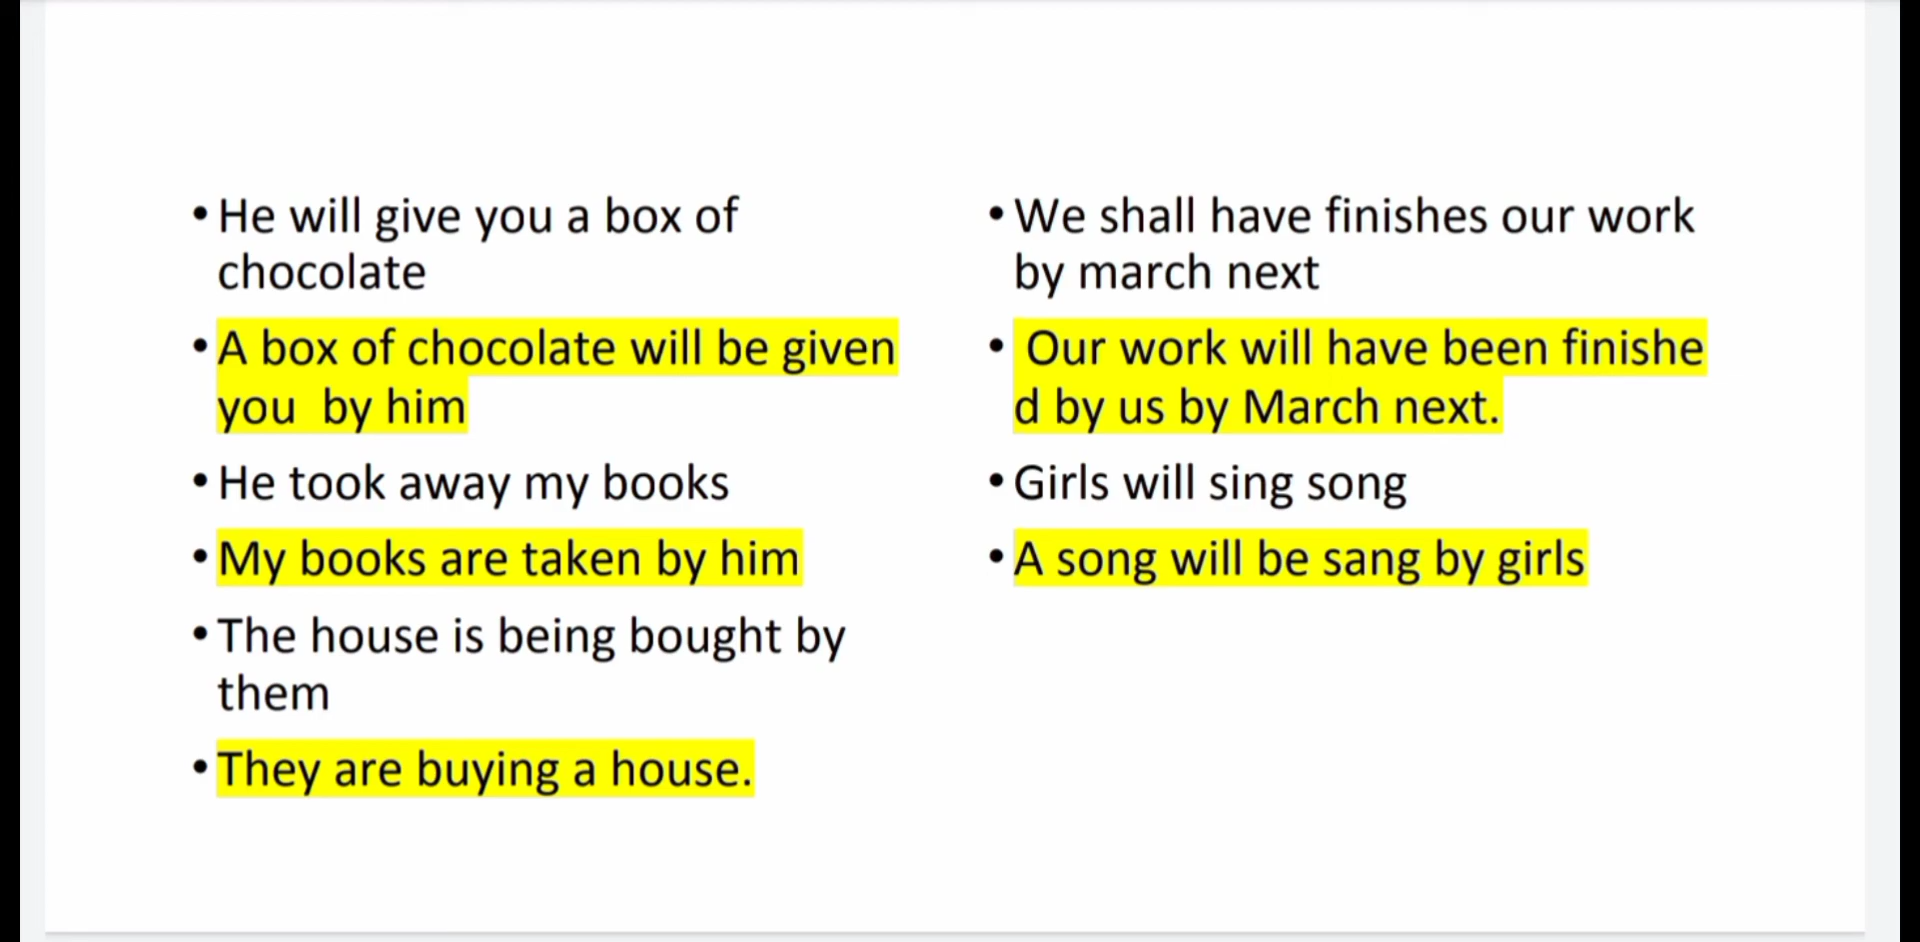 • He will give you a box of
chocolate
• A box of chocolate will be given
you  by him
• He took away my books
• My books are taken by him
• The house is being bought by
them
• They are buying a house.
• We shall have finishes our work
by march next
•  Our work will have been finishe
d by us by March next.
• Girls will sing song
• A song will be sang by girls